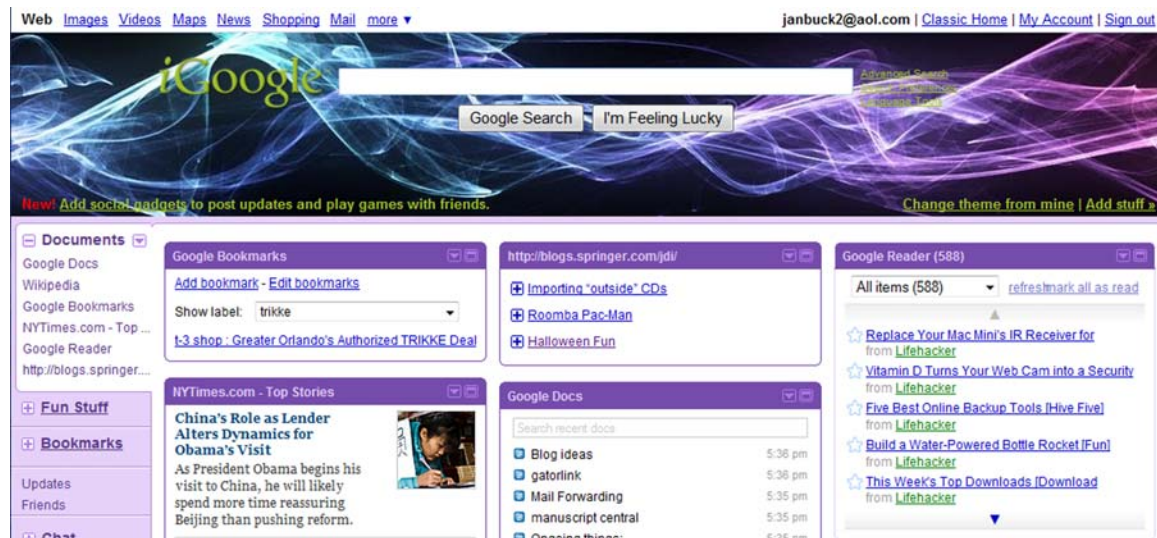 Web Images Videos Maps News Shopping Mail more ▼
janbuck2@aol.com | Classic Home | My Account | Sign out
iGoogle
Advanced Search
Search Preferences
Language Tools
Google Search I'm Feeling Lucky
New! Add social gadgets to post updates and play games with friends.
Change theme from mine | Add stuff »
Documents
Google Docs
Wikipedia
Google Bookmarks
NYTimes.com - Top ...
Google Reader
http://blogs.springer....
Fun Stuff
Bookmarks
Updates
Friends
Chat
Google Bookmarks
Add bookmark - Edit bookmarks
Show label: trikke
t-3 shop : Greater Orlando's Authorized TRIKKE Deal
NYTimes.com - Top Stories
China's Role as Lender
Alters Dynamics for
Obama's Visit
As President Obama begins his
visit to China, he will likely
spend more time reassuring
Beijing than pushing reform.
http://blogs.springer.com/jdi/
Importing "outside" CDs
Roomba Pac-Man
Halloween Fun
Google Docs
Search recent docs
Blog ideas 5:36 pm
gatorlink 5:36 pm
Mail Forwarding 5:35 pm
manuscript central 5:35 pm
Ongoing things: 5:35 pm
Google Reader (588)
All items (588) refresh mark all as read
Replace Your Mac Mini's IR Receiver for
from Lifehacker
Vitamin D Turns Your Web Cam into a Security
from Lifehacker
Five Best Online Backup Tools [Hive Five]
from Lifehacker
Build a Water-Powered Bottle Rocket [Fun]
from Lifehacker
This Week's Top Downloads [Download
from Lifehacker